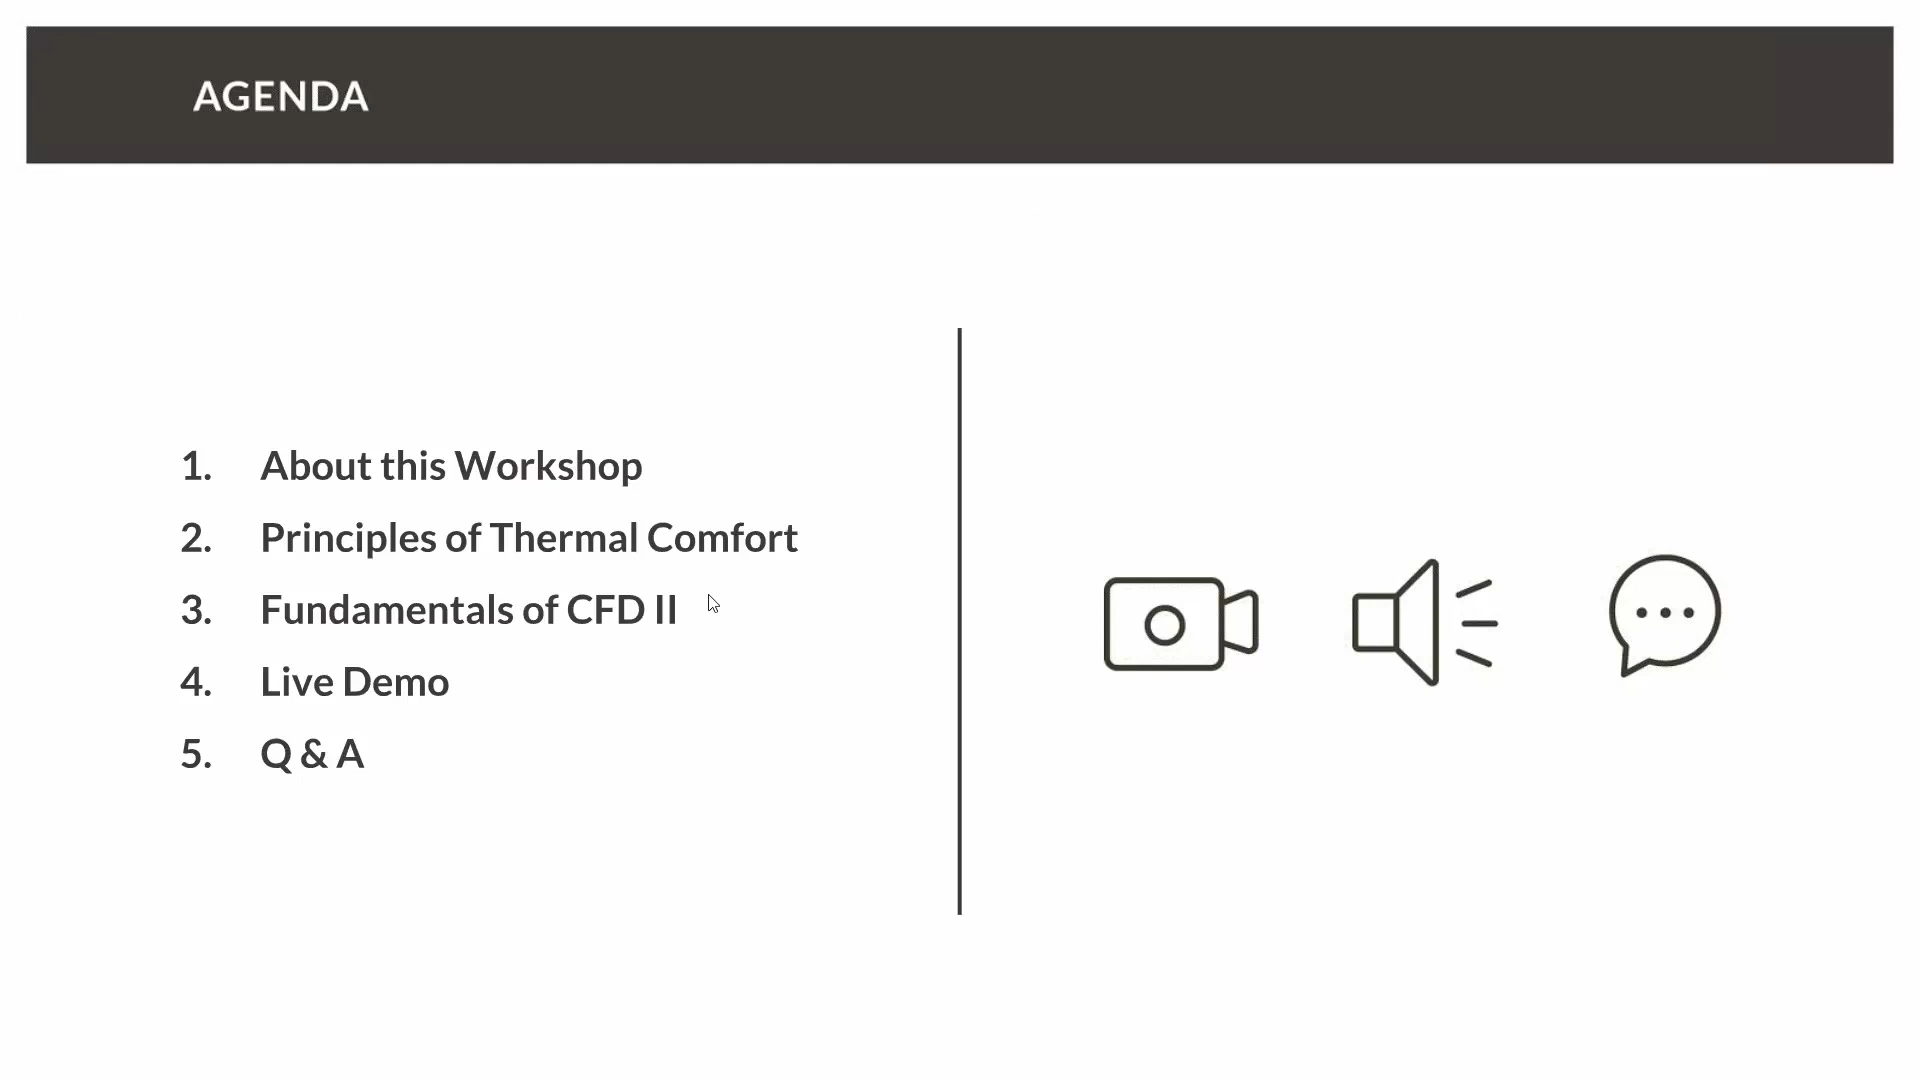 AGENDA
1. About this Workshop
2. Principles of Thermal Comfort
3. Fundamentals of CFD II
4. Live Demo
5. Q & A